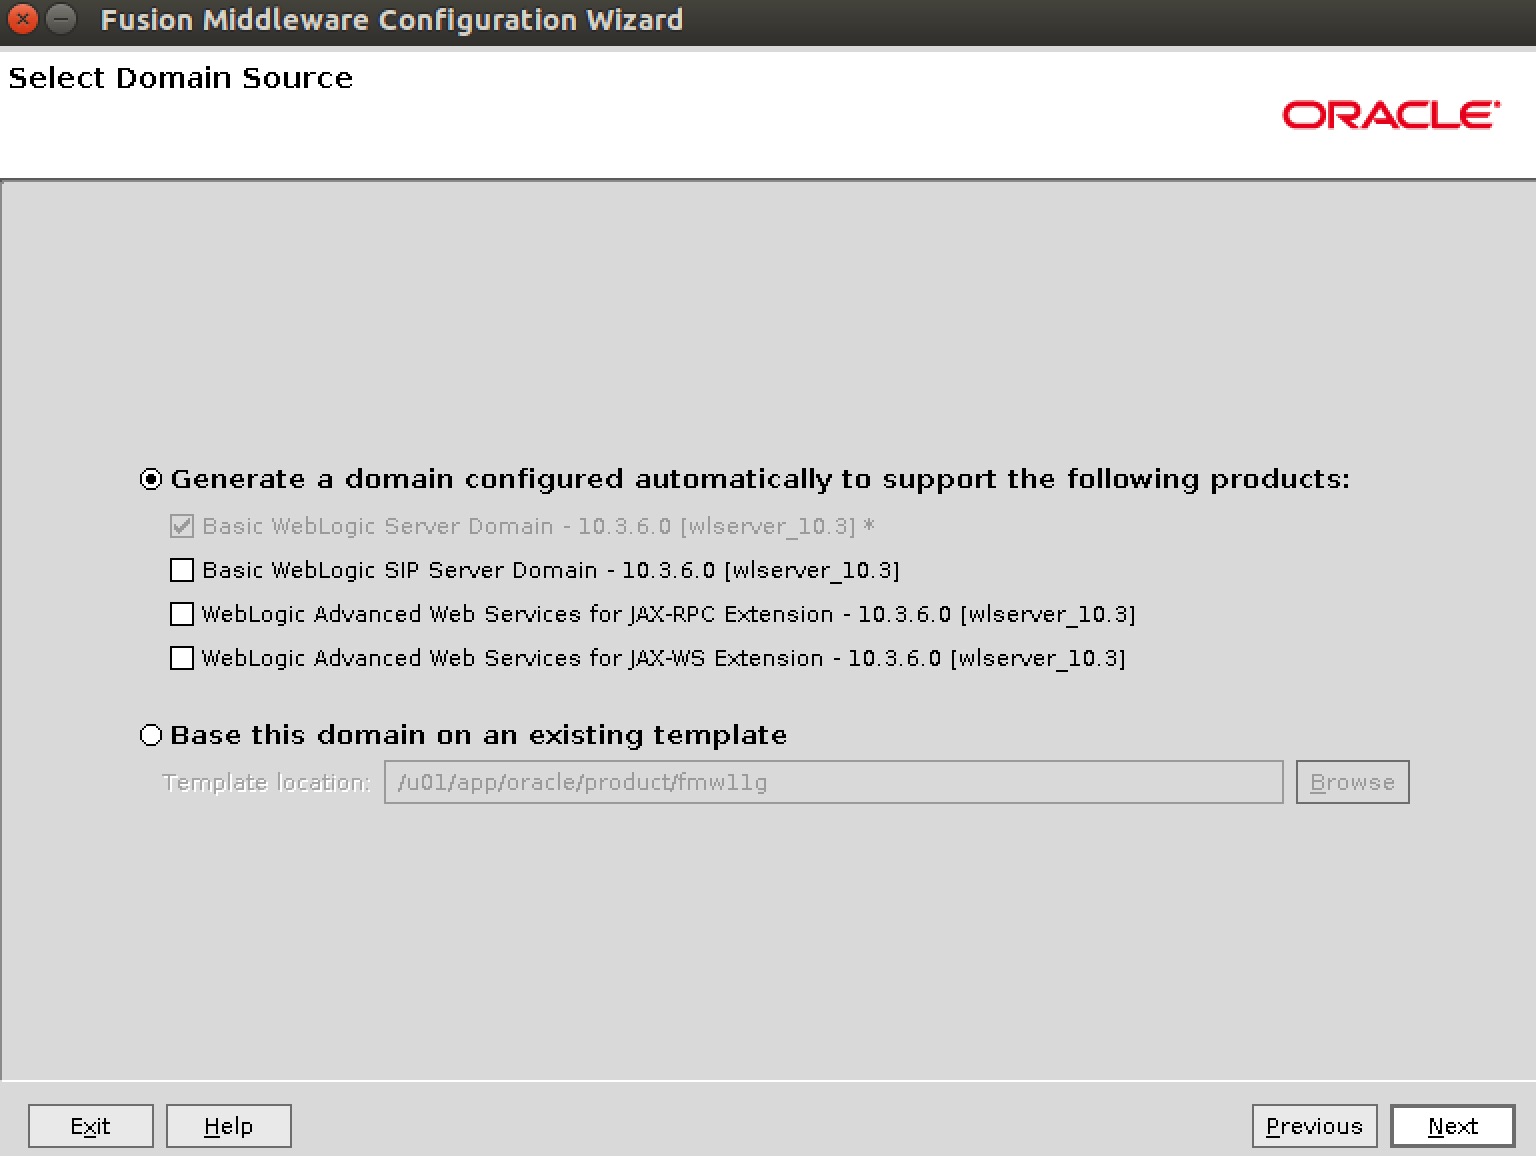 Fusion Middleware Configuration Wizard
Select Domain Source
ORACLE
Generate a domain configured automatically to support the following products:
Basic WebLogic Server Domain - 10.3.6.0 [wlserver_10.3] *
Basic WebLogic SIP Server Domain - 10.3.6.0 [wlserver_10.3]
WebLogic Advanced Web Services for JAX-RPC Extension - 10.3.6.0 [wlserver_10.3]
WebLogic Advanced Web Services for JAX-WS Extension - 10.3.6.0 [wlserver_10.3]
Base this domain on an existing template
Template location: /u01/app/oracle/product/fmw11g Browse
Exit Help Previous Next